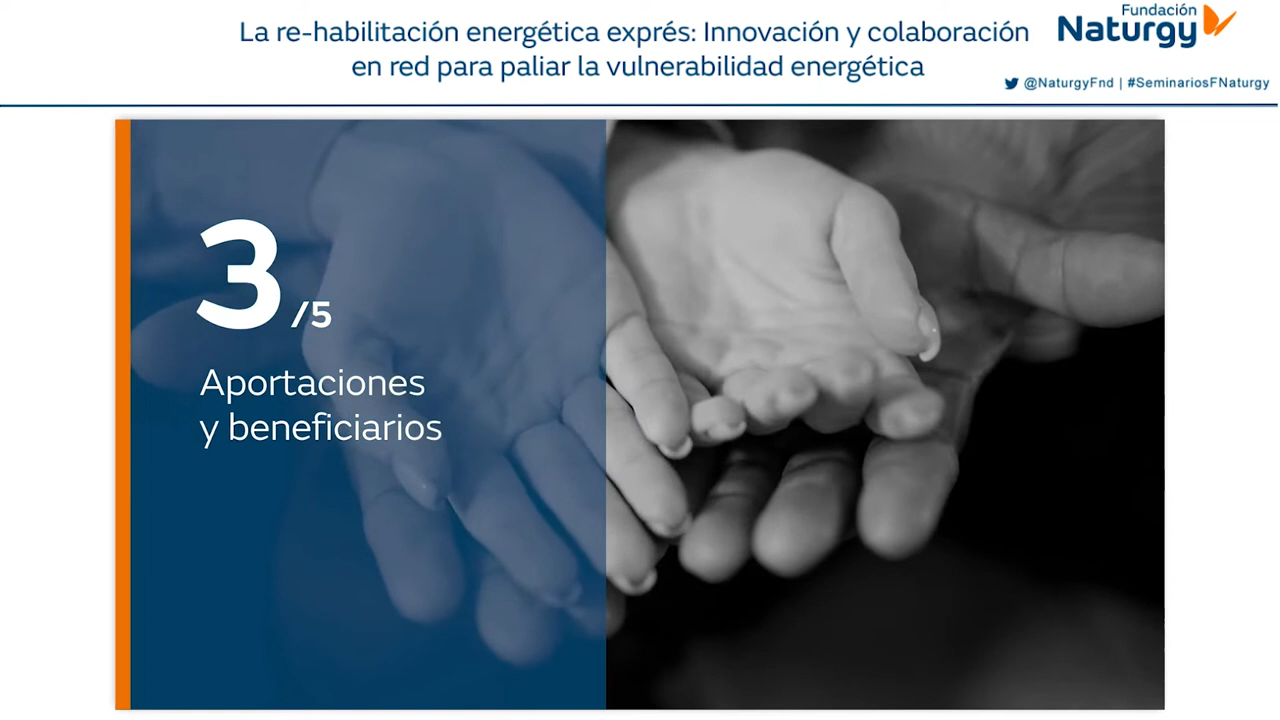 La re-habilitación energética exprés: Innovación y colaboración
en red para paliar la vulnerabilidad energética
Fundación
Naturgy
@NaturgyFnd | #SeminariosFNaturgy
3/5
Aportaciones
y beneficiarios